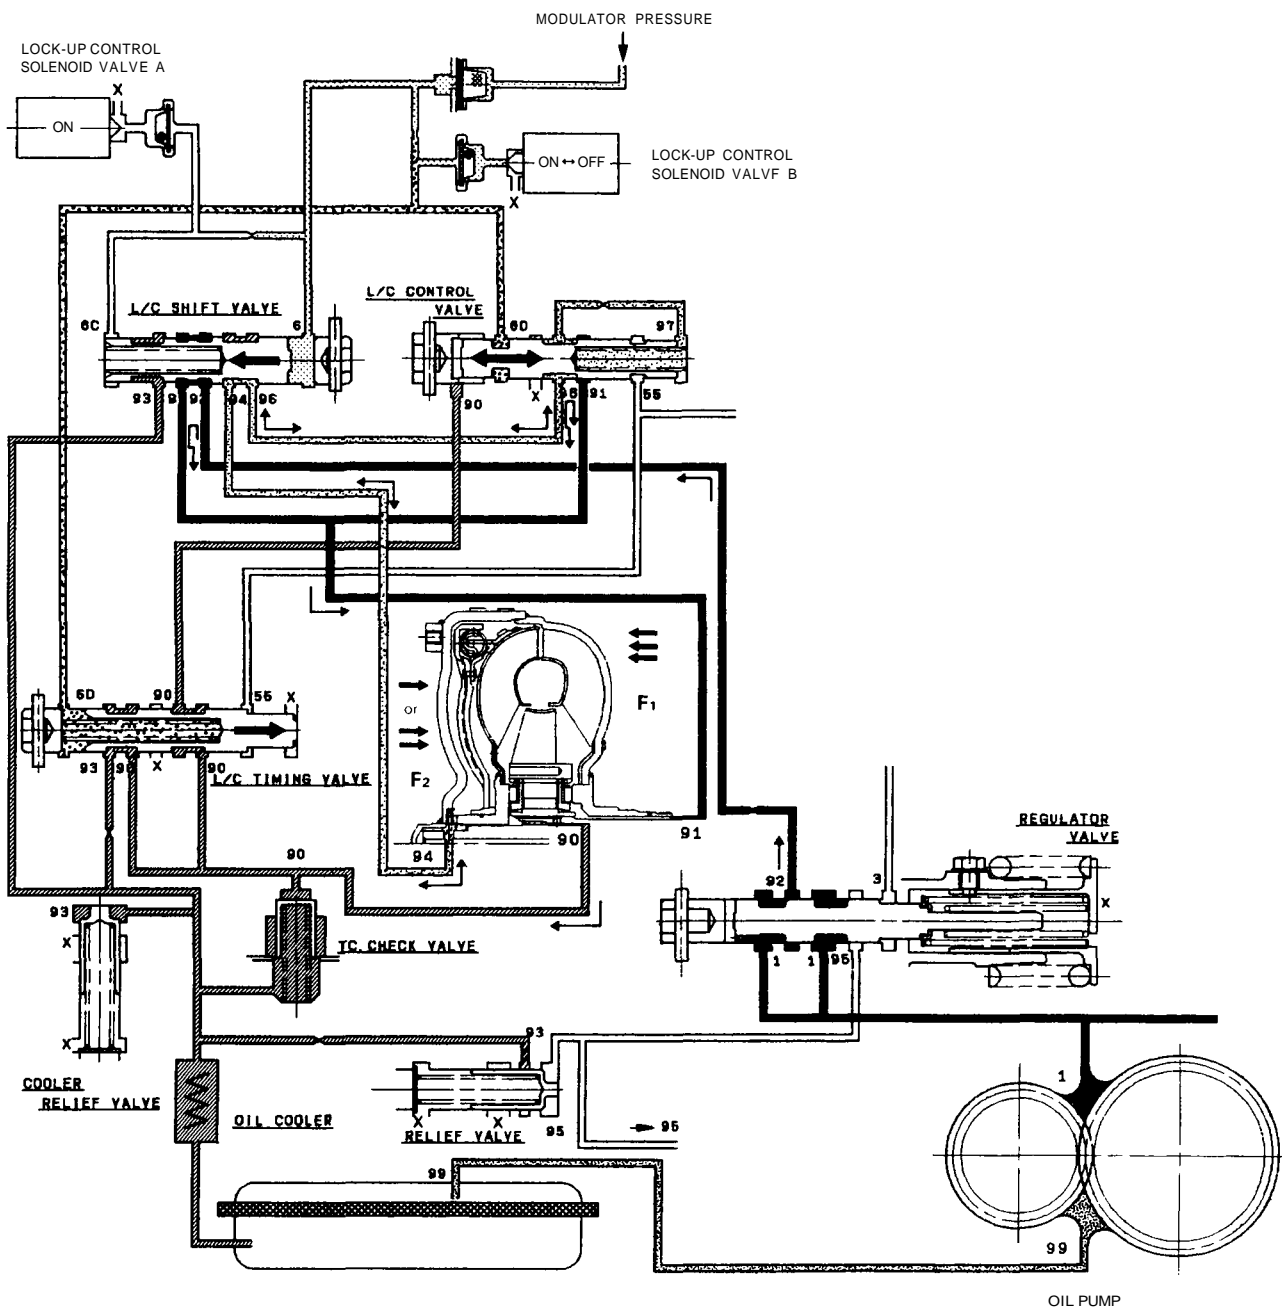 MODULATOR PRESSURE
LOCK-UP CONTROL
SOLENOID VALVE A
X
ON
ON ↔ OFF
LOCK-UP CONTROL
SOLENOID VALVF B
X
L/C SHIFT VALVE
L/C CONTROL
VALVE
6C
6
6D
97
93
94
96
90
X
91
55
6D
90
55
X
F1
or
F2
93
X
90
L/C TIMING VALVE
94
90
91
REGULATOR
VALVE
90
92
3
X
93
X
TC. CHECK VALVE
1
1
95
X
93
COOLER
RELIEF VALVE
OIL COOLER
X
X
RELIEF VALVE
95
95
1
99
99
OIL PUMP